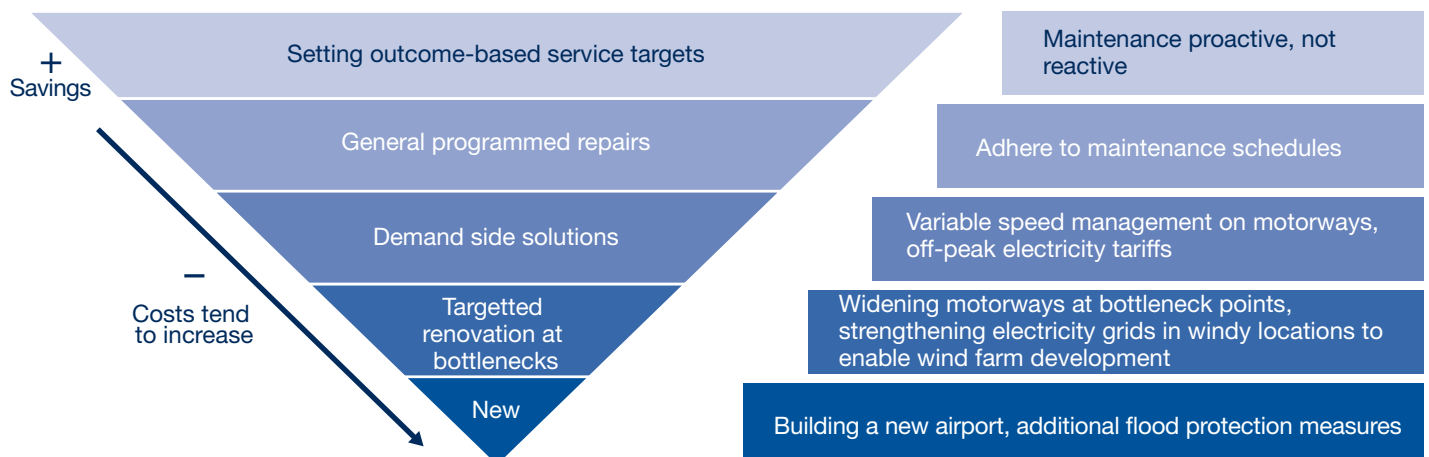 Setting outcome-based service targets
Maintenance proactive, not
reactive
+
Savings
General programmed repairs
Adhere to maintenance schedules
Demand side solutions
Variable speed management on motorways,
off-peak electricity tariffs
−
Costs tend
to increase
Targetted
renovation at
bottlenecks
Widening motorways at bottleneck points,
strengthening electricity grids in windy locations to
enable wind farm development
New
Building a new airport, additional flood protection measures